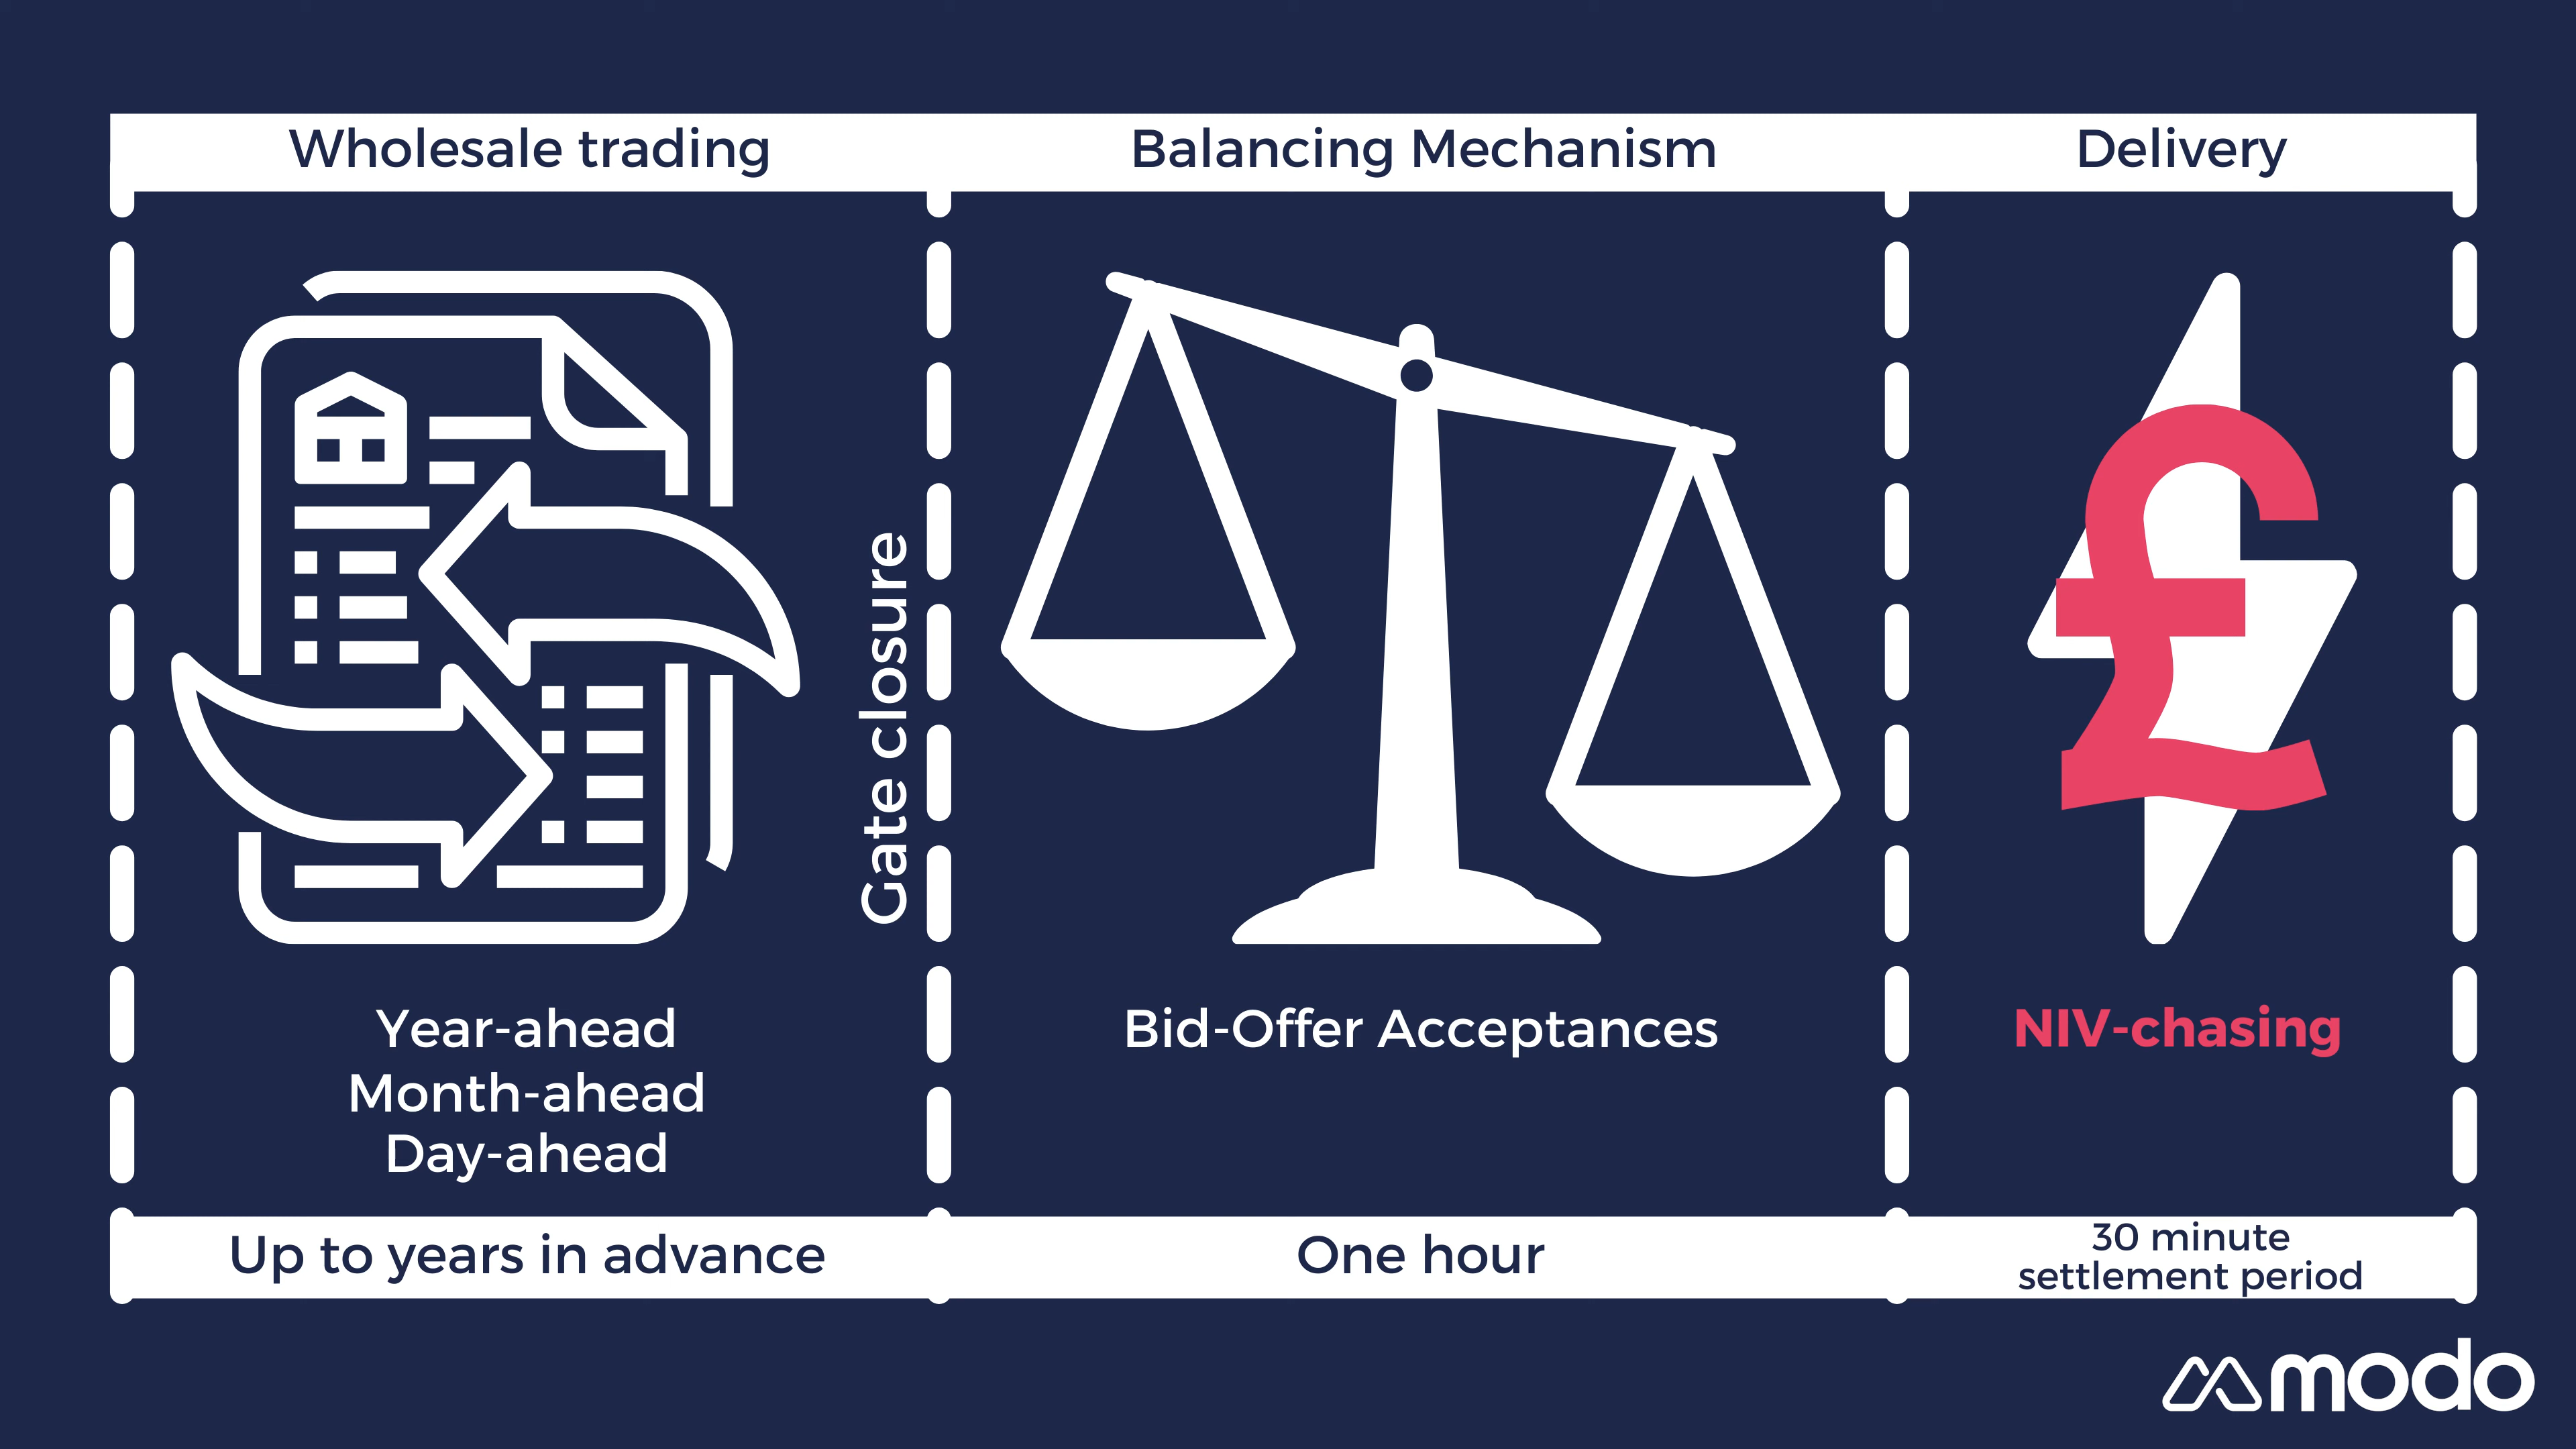 Wholesale trading
Balancing Mechanism
Delivery
Gate closure
£
Year-ahead
Month-ahead
Day-ahead
Bid-Offer Acceptances
NIV-chasing
Up to years in advance
One hour
30 minute
settlement period
modo